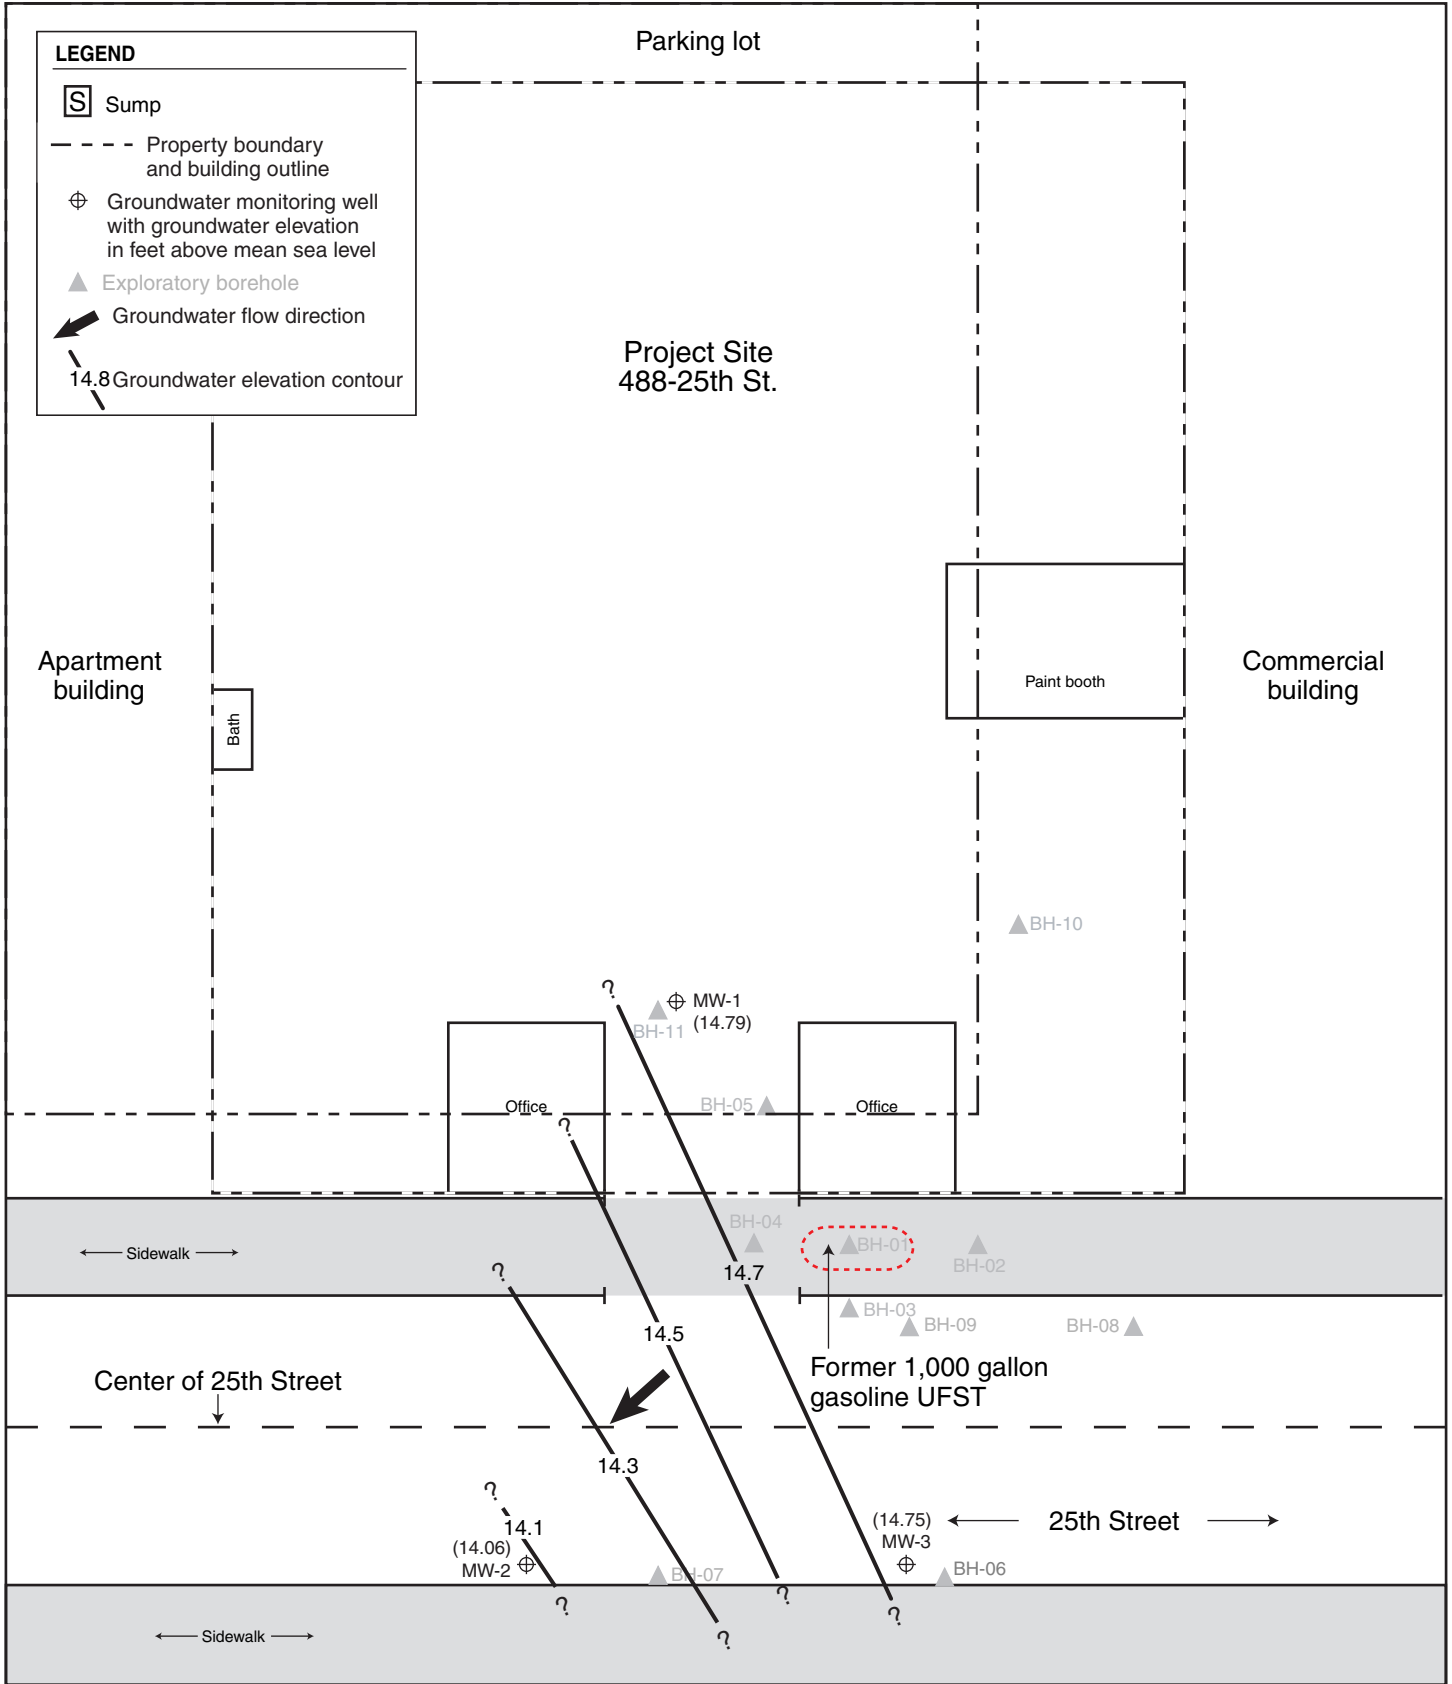 Parking lot
LEGEND
S Sump
Property boundary
and building outline
Groundwater monitoring well
with groundwater elevation
in feet above mean sea level
Exploratory borehole
Groundwater flow direction
14.8 Groundwater elevation contour
Project Site
488-25th St.
Apartment
building
Bath
Paint booth
Commercial
building
BH-10
?
MW-1
(14.79)
BH-11
Office
BH-05
Office
?
BH-04
BH-01
BH-02
Sidewalk
?
14.7
BH-03
BH-09
BH-08
14.5
Former 1,000 gallon
gasoline UFST
Center of 25th Street
14.3
?
14.1
(14.06)
MW-2
(14.75)
MW-3
25th Street
BH-07
BH-06
?
?
?
?
Sidewalk